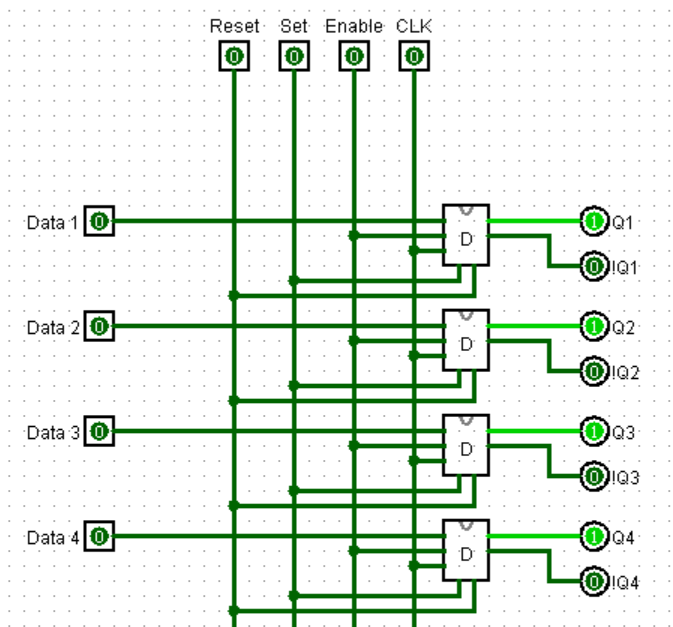 Reset Set Enable CLK
0 0 0 0
Data 1 0 D 1 Q1
0 !Q1
Data 2 0 D 1 Q2
0 !Q2
Data 3 0 D 1 Q3
0 !Q3
Data 4 0 D 1 Q4
0 !Q4